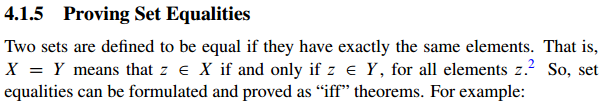 4.1.5 Proving Set Equalities
Two sets are defined to be equal if they have exactly the same elements. That is,
X = Y means that z ∈ X if and only if z ∈ Y, for all elements z.² So, set
equalities can be formulated and proved as “iff” theorems. For example: